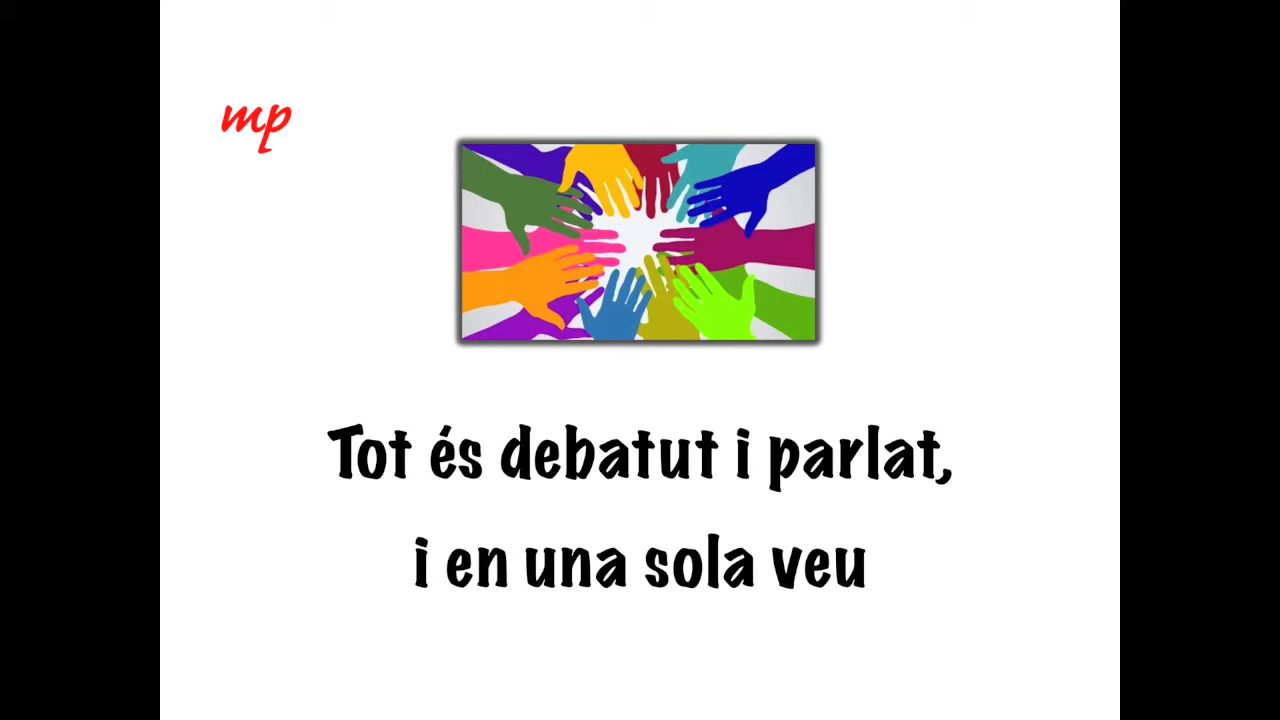 mp
Tot és debatut i parlat,
i en una sola veu